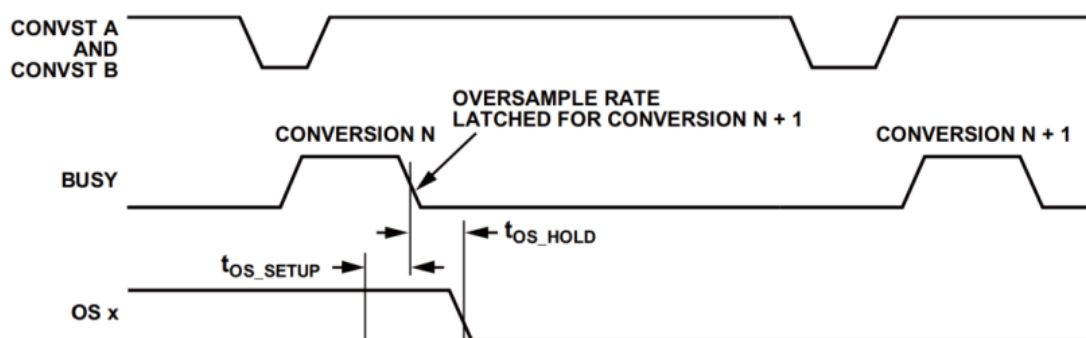 CONVST A
AND
CONVST B
OVERSAMPLE RATE
LATCHED FOR CONVERSION N + 1
CONVERSION N
CONVERSION N + 1
BUSY
tOS_HOLD
tOS_SETUP
OS x